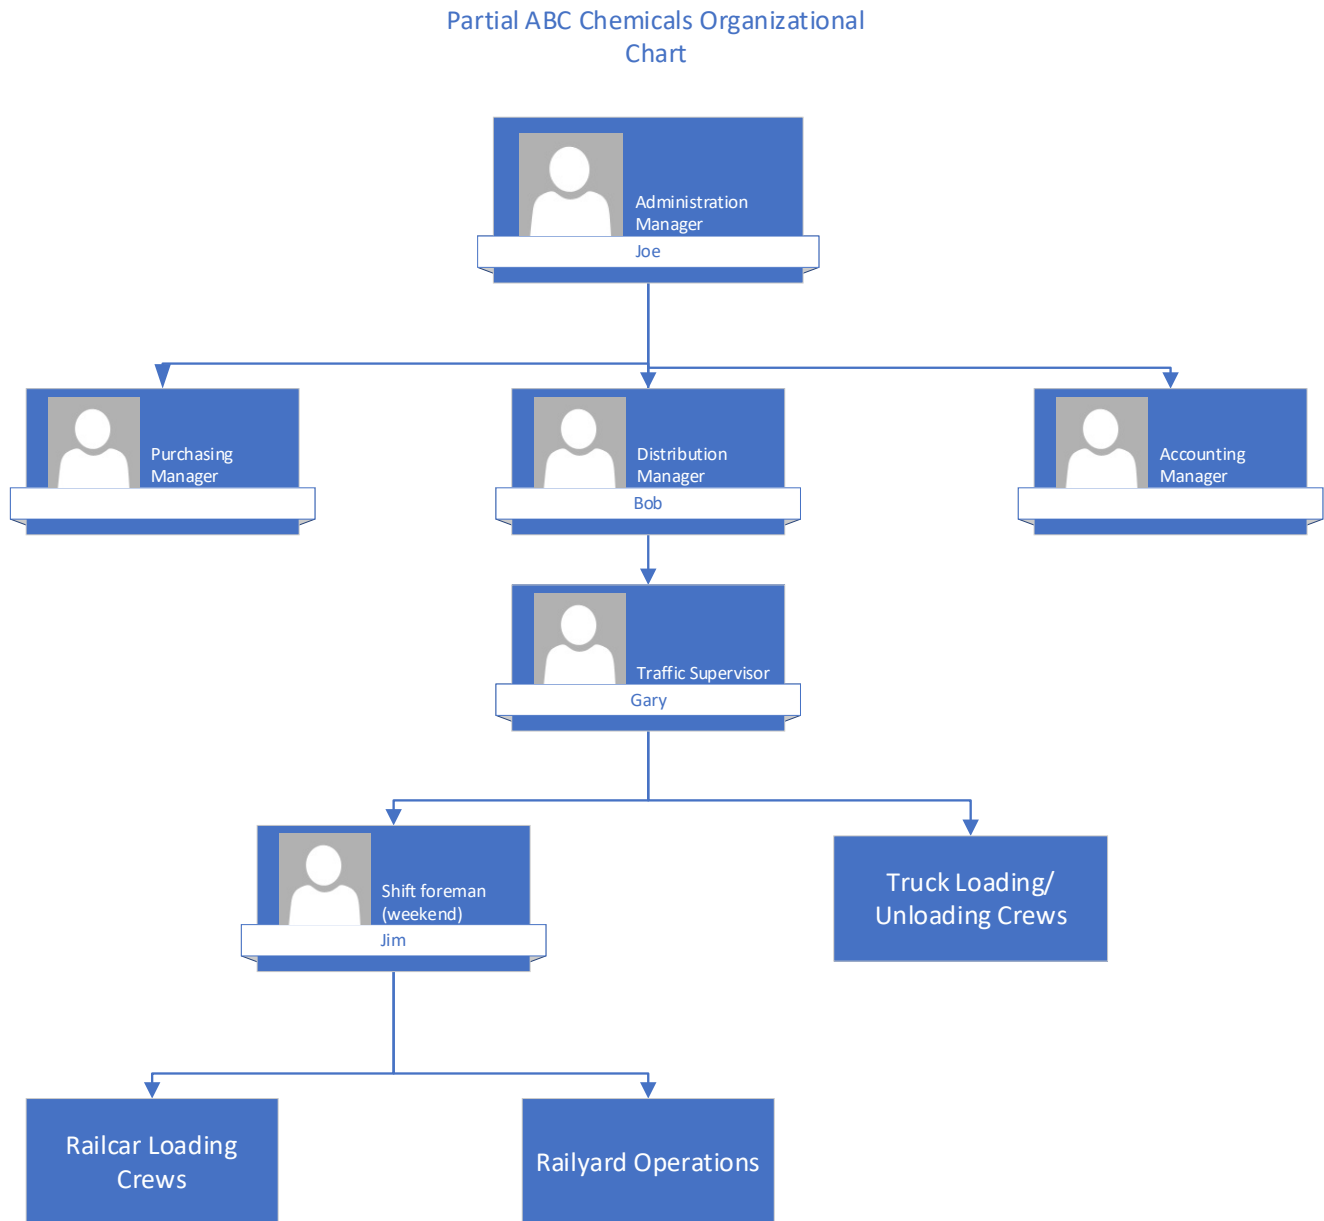 Partial ABC Chemicals Organizational
Chart
Administration
Manager
Joe
Purchasing
Manager
Distribution
Manager
Bob
Accounting
Manager
Traffic Supervisor
Gary
Shift foreman
(weekend)
Jim
Truck Loading/
Unloading Crews
Railcar Loading
Crews
Railyard Operations